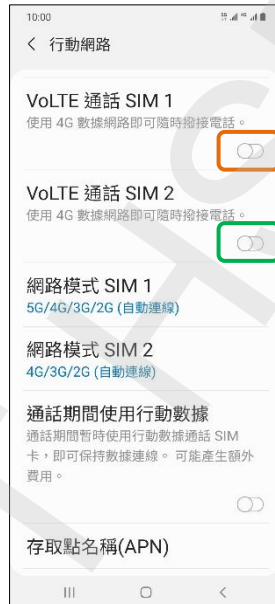 10:00
行動網路
VoLTE 通話 SIM 1
使用 4G 數據網路即可隨時撥接電話。
VoLTE 通話 SIM 2
使用 4G 數據網路即可隨時撥接電話。
網路模式 SIM 1
5G/4G/3G/2G (自動連線)
網路模式 SIM 2
4G/3G/2G (自動連線)
通話期間使用行動數據
通話期間暫時使用行動數據通話 SIM
卡，即可保持數據連線。 可能產生額外
費用。
存取點名稱(APN)